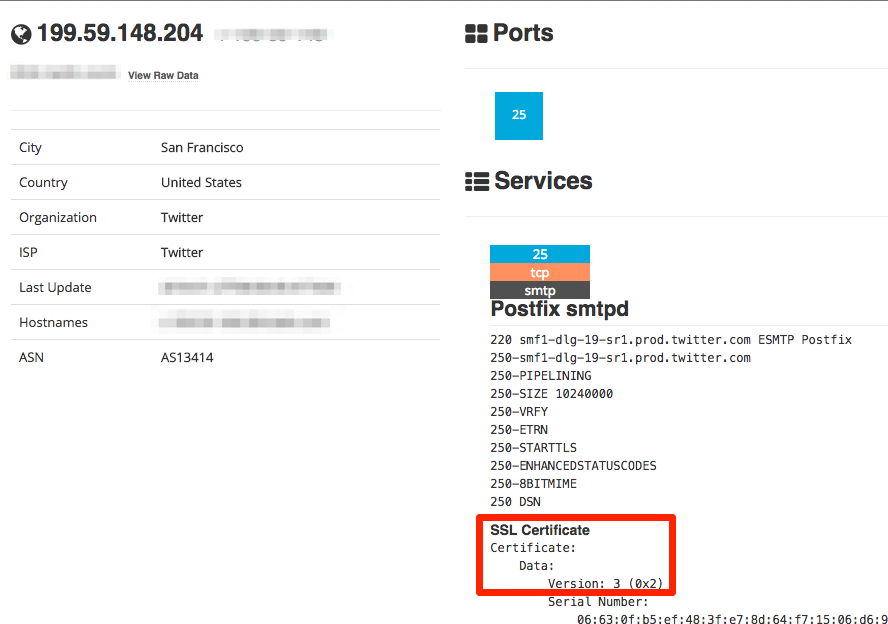 199.59.148.204
View Raw Data
City San Francisco
Country United States
Organization Twitter
ISP Twitter
Last Update
Hostnames
ASN AS13414
Ports
25
Services
25
tcp
smtp
Postfix smtpd
220 smf1-dlg-19-sr1.prod.twitter.com ESMTP Postfix
250-smf1-dlg-19-sr1.prod.twitter.com
250-PIPELINING
250-SIZE 10240000
250-VRFY
250-ETRN
250-STARTTLS
250-ENHANCEDSTATUSCODES
250-8BITMIME
250 DSN
SSL Certificate
Certificate:
Data:
Version: 3 (0x2)
Serial Number:
06:63:0f:b5:ef:48:3f:e7:8d:64:f7:15:06:d6:9